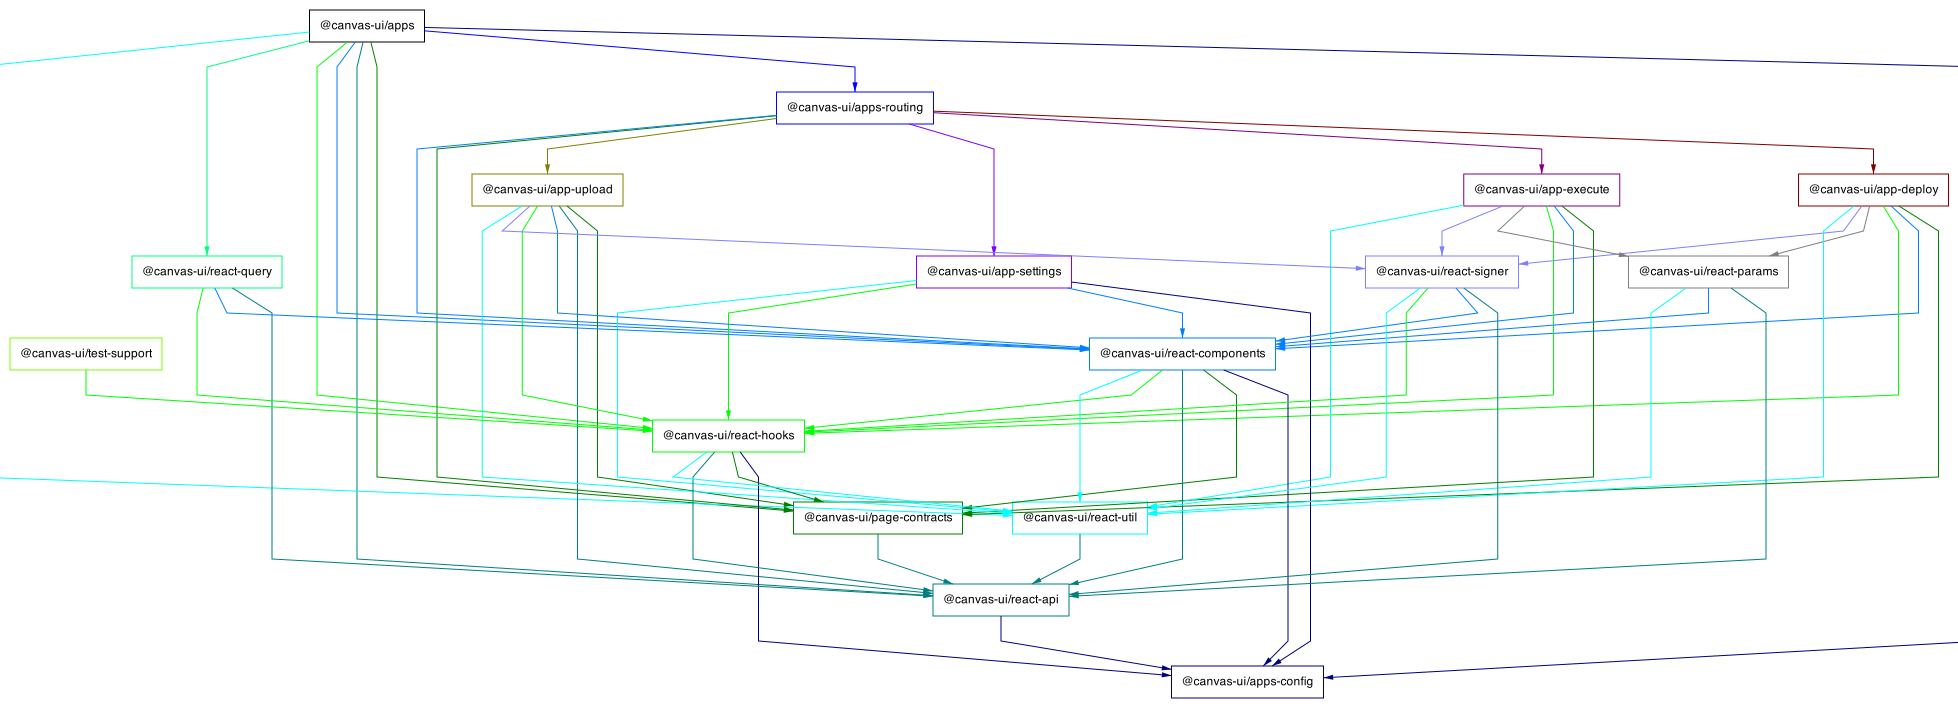 @canvas-ui/apps
@canvas-ui/apps-routing
@canvas-ui/app-upload
@canvas-ui/app-execute
@canvas-ui/app-deploy
@canvas-ui/react-query
@canvas-ui/app-settings
@canvas-ui/react-signer
@canvas-ui/react-params
@canvas-ui/test-support
@canvas-ui/react-components
@canvas-ui/react-hooks
@canvas-ui/page-contracts
@canvas-ui/react-util
@canvas-ui/react-api
@canvas-ui/apps-config